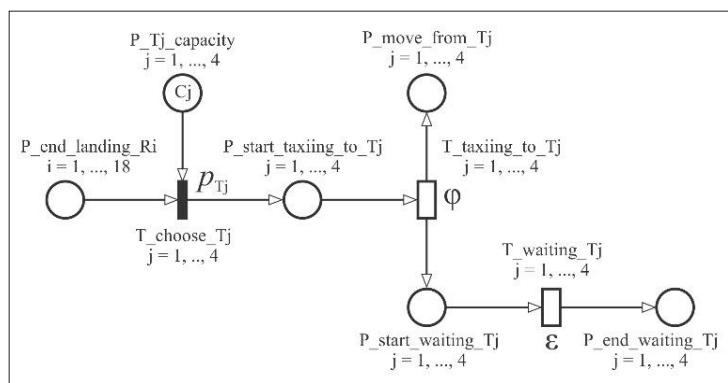 P_Tj_capacity
j = 1, ..., 4
Cj
P_move_from_Tj
j = 1, ..., 4
P_end_landing_Ri
i = 1, ..., 18
p Tj
P_start_taxiing_to_Tj
j = 1, ..., 4
T_taxiing_to_Tj
j = 1, ..., 4
φ
T_choose_Tj
j = 1, .., 4
T_waiting_Tj
j = 1, ..., 4
P_start_waiting_Tj
j = 1, ..., 4
ε
P_end_waiting_Tj
j = 1, ..., 4